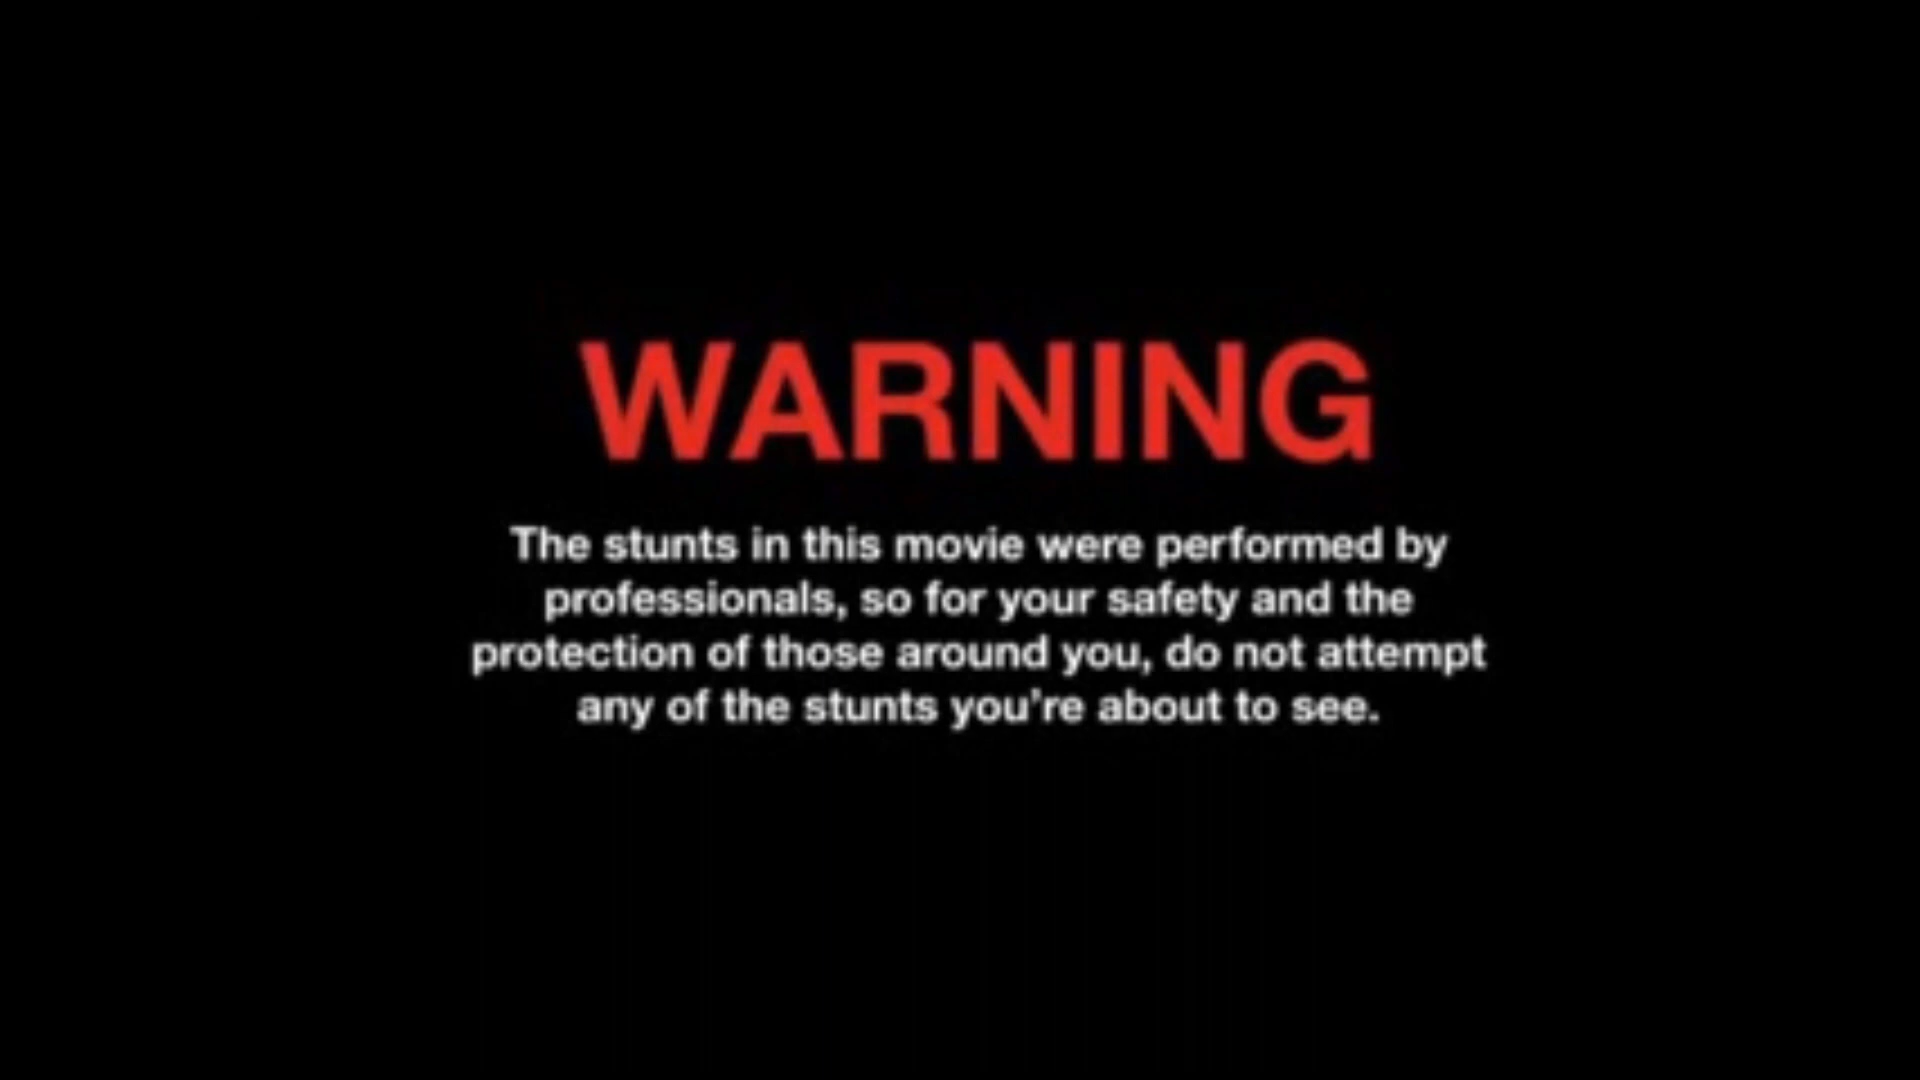 WARNING
The stunts in this movie were performed by
professionals, so for your safety and the
protection of those around you, do not attempt
any of the stunts you're about to see.